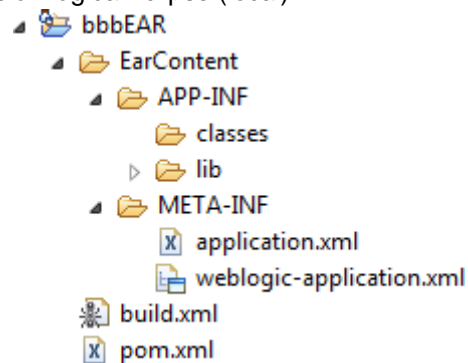 bbbEAR
EarContent
APP-INF
classes
lib
META-INF
application.xml
weblogic-application.xml
build.xml
pom.xml